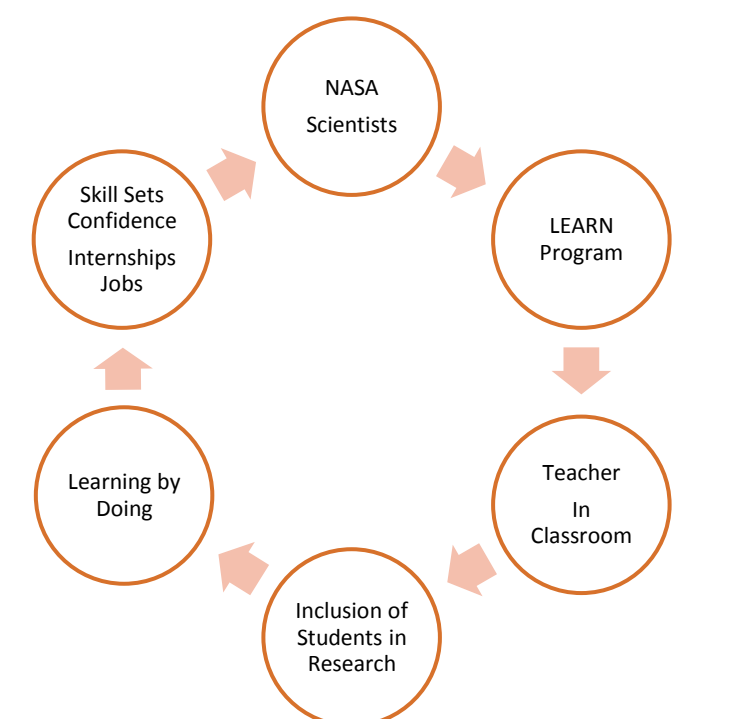 NASA
Scientists
LEARN
Program
Teacher
In
Classroom
Inclusion of
Students in
Research
Learning by
Doing
Skill Sets
Confidence
Internships
Jobs